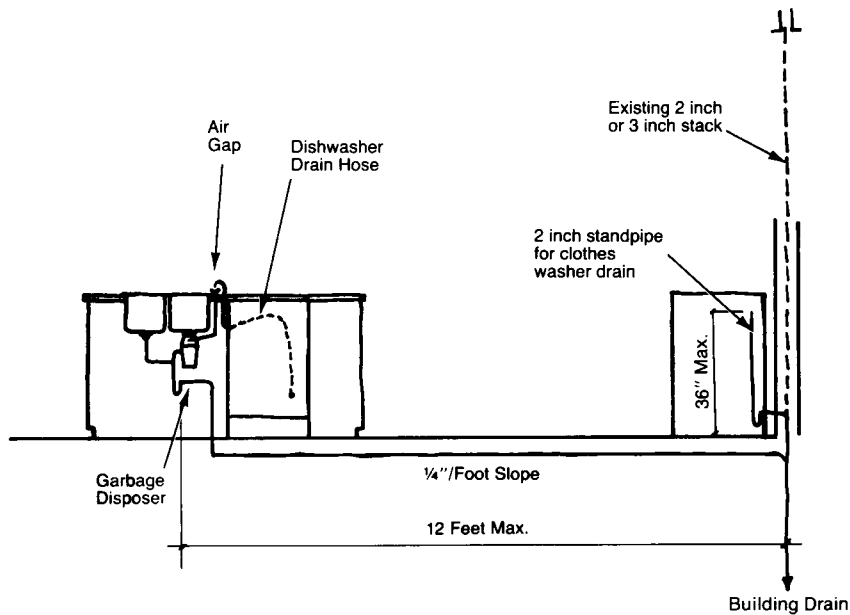 Existing 2 inch
or 3 inch stack
Air
Gap
Dishwasher
Drain Hose
2 inch standpipe
for clothes
washer drain
36" Max.
Garbage
Disposer
¼"/Foot Slope
12 Feet Max.
Building Drain